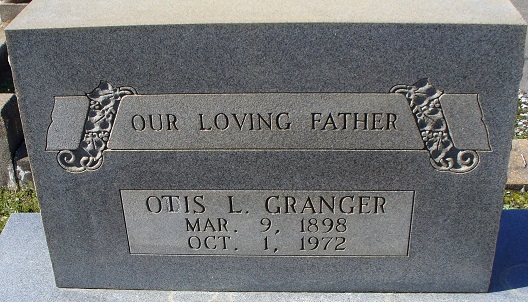 OUR LOVING FATHER
OTIS L. GRANGER
MAR. 9, 1898
OCT. 1, 1972